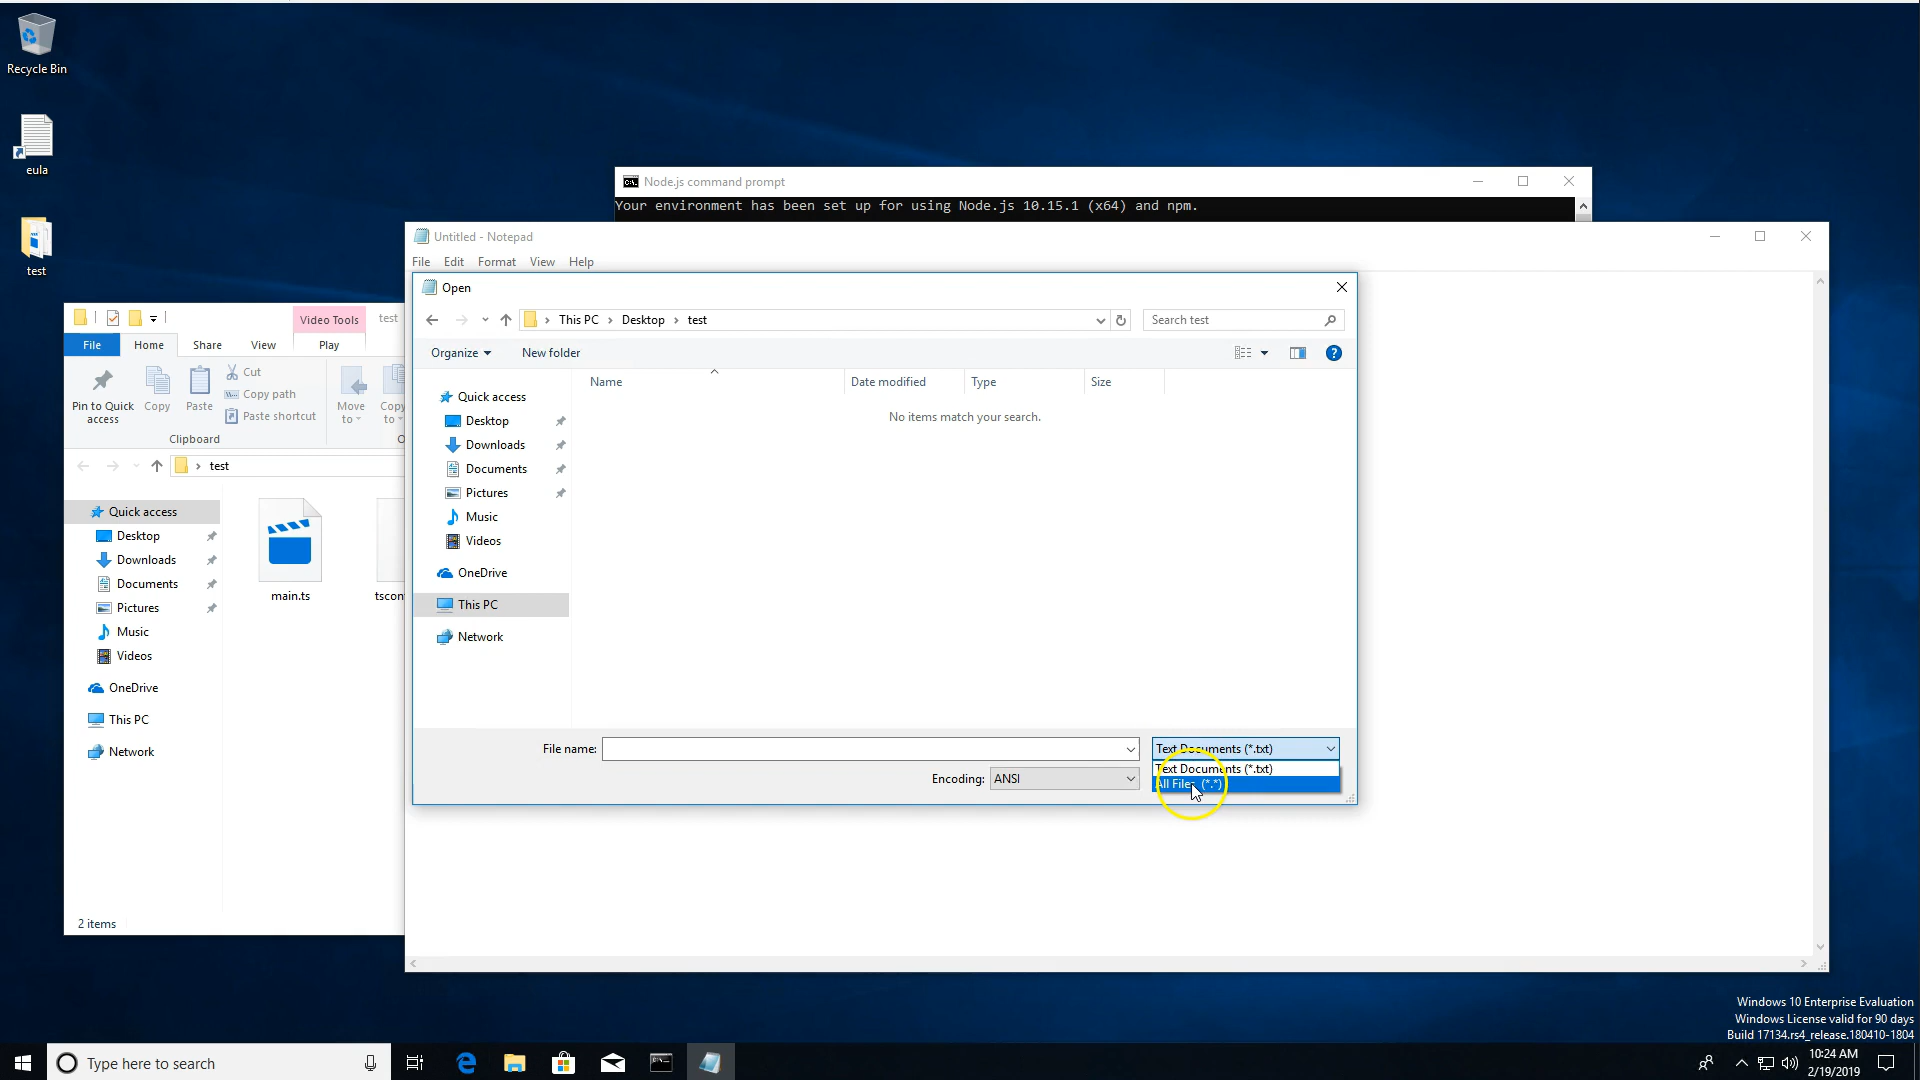 Recycle Bin
eula
test
Node.js command prompt
Your environment has been set up for using Node.js 10.15.1 (x64) and npm.
Untitled - Notepad
File Edit Format View Help
Open
This PC > Desktop > test
Search test
Organize New folder
Name Date modified Type Size
No items match your search.
Quick access
Desktop
Downloads
Documents
Pictures
Music
Videos
OneDrive
This PC
Network
File name:
Text Documents (*.txt)
Encoding: ANSI
Text Documents (*.txt)
All Files (*.*)
Video Tools test
File Home Share View Play
Pin to Quick access
Copy
Paste
Cut
Copy path
Paste shortcut
Move to
Copy to
Clipboard
test
Quick access
Desktop
Downloads
Documents
Pictures
Music
Videos
OneDrive
This PC
Network
main.ts
tscon
2 items
Windows 10 Enterprise Evaluation
Windows License valid for 90 days
Build 17134.rs4_release.180410-1804
Type here to search
10:24 AM
2/19/2019